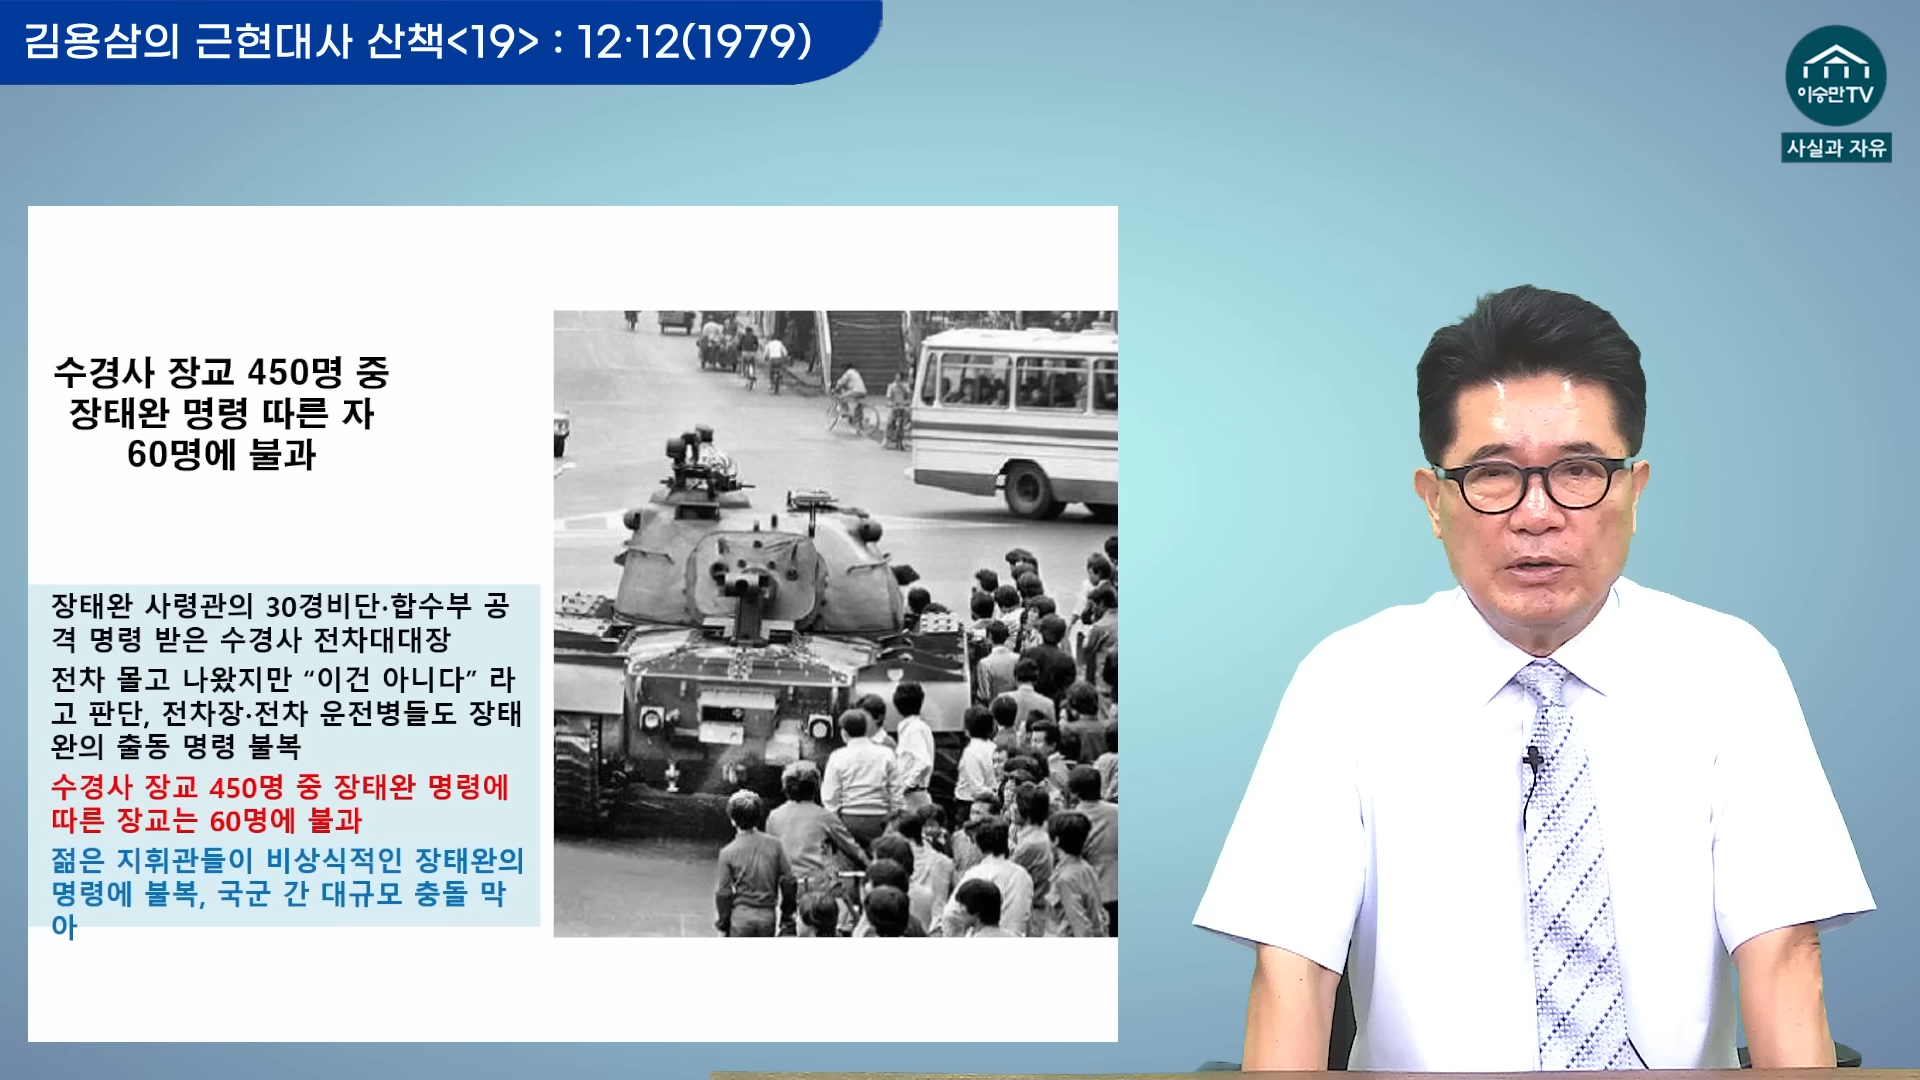 김용삼의 근현대사 산책<19> : 12·12(1979)
이승만TV
사실과 자유
수경사 장교 450명 중
장태완 명령 따른 자
60명에 불과
장태완 사령관의 30경비단·합수부 공
격 명령 받은 수경사 전차대대장
전차 몰고 나왔지만 “이건 아니다” 라
고 판단, 전차장·전차 운전병들도 장태
완의 출동 명령 불복
수경사 장교 450명 중 장태완 명령에
따른 장교는 60명에 불과
젊은 지휘관들이 비상식적인 장태완의
명령에 불복, 국군 간 대규모 충돌 막
아